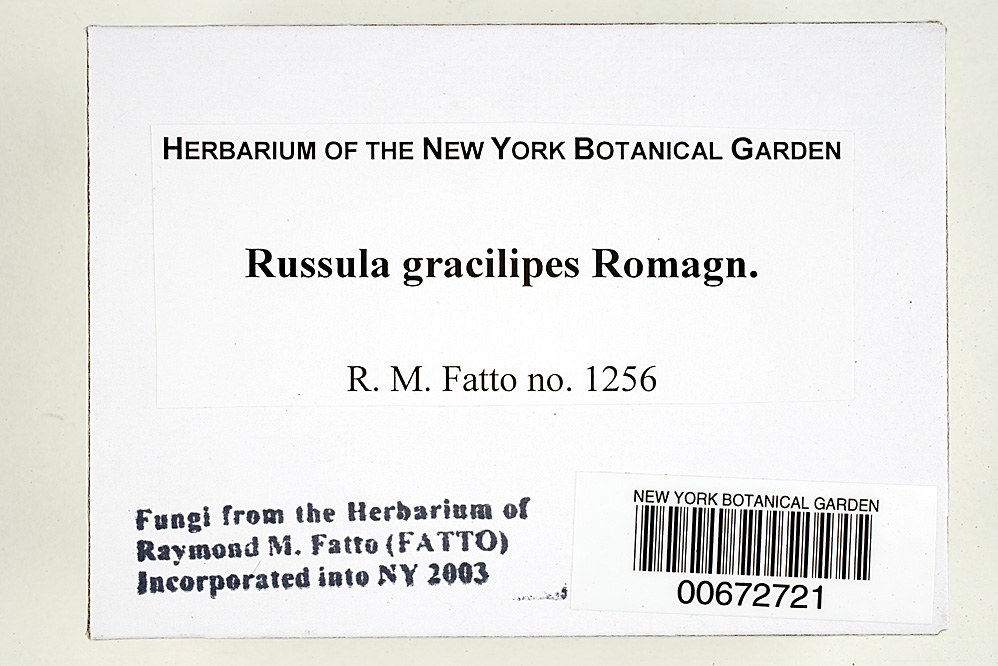 HERBARIUM OF THE NEW YORK BOTANICAL GARDEN
Russula gracilipes Romagn.
R. M. Fatto no. 1256
Fungi from the Herbarium of
Raymond M. Fatto (FATTO)
Incorporated into NY 2003
NEW YORK BOTANICAL GARDEN
00672721